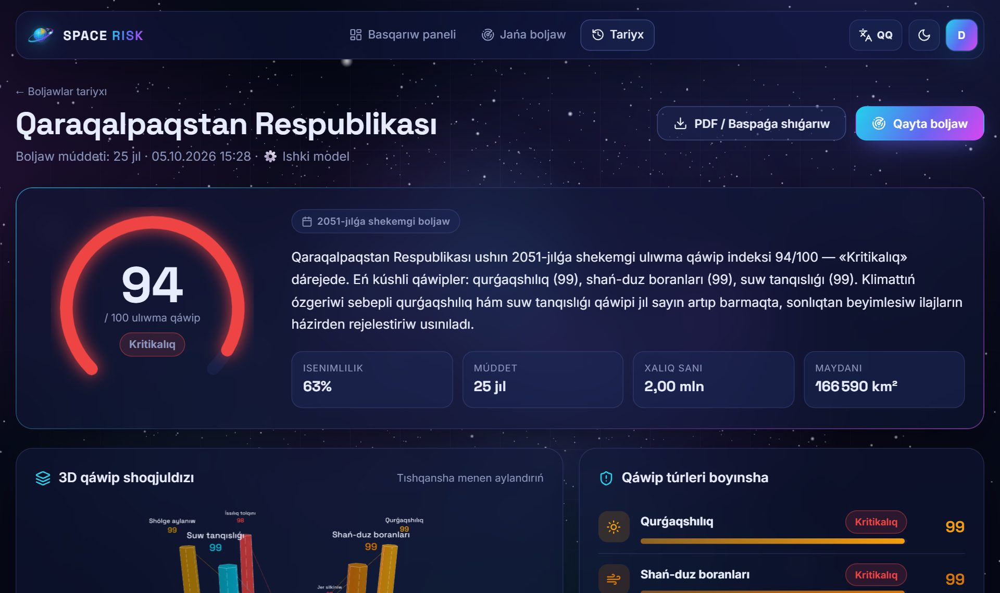 SPACE RISK
Basqarıw paneli
Jańa boljaw
Tariyx
QQ
D
← Boljawlar tariyxı
Qaraqalpaqstan Respublikası
PDF / Baspaǵa shıǵarıw
Qayta boljaw
Boljaw múddeti: 25 jıl · 05.10.2026 15:28 · Ishki model
94
/ 100 ulıwma qáwip
Kritikalıq
2051-jılǵa shekemgi boljaw
Qaraqalpaqstan Respublikası ushın 2051-jılǵa shekemgi ulıwma qáwip indeksi 94/100 — «Kritikalıq»
dárejede. Eń kúshli qáwipler: qurǵaqshılıq (99), shań-duz boranları (99), suw tanqıslıǵı (99). Klimattıń
ózgeriwi sebepli qurǵaqshılıq hám suw tanqıslıǵı qáwipi jıl sayın artıp barmaqta, sonlıqtan beyimlesiw ilajların
házirden rejelestiriw usınıladı.
ISENIMLILIK
63%
MÚDDET
25 jıl
XALIQ SANI
2,00 mln
MAYDANI
166 590 km²
3D qáwip shoqjuldızı
Tıshqansha menen aylandırıń
Íssılıq tolqını
98
Shólge aylanıw
99
Suw tanqıslıǵı
99
Qurǵaqshılıq
99
Shań-duz boranları
99
Jer silkiniw
Qáwip túrleri boyınsha
Qurǵaqshılıq
Kritikalıq
99
Shań-duz boranları
Kritikalıq
99